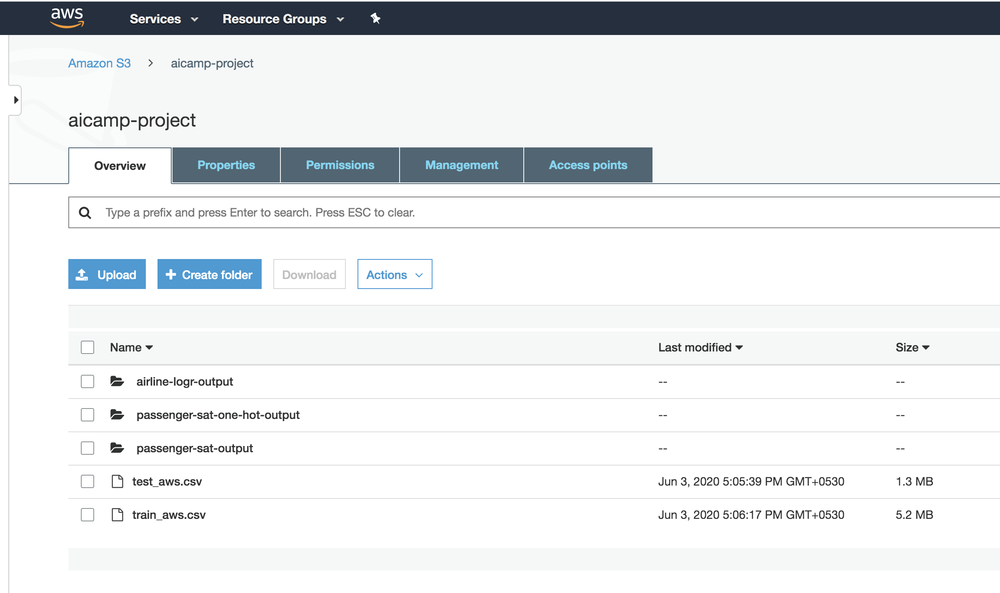 aws Services Resource Groups
Amazon S3 > aicamp-project
aicamp-project
Overview Properties Permissions Management Access points
Type a prefix and press Enter to search. Press ESC to clear.
Upload + Create folder Download Actions
Name Last modified Size
airline-logr-output -- --
passenger-sat-one-hot-output -- --
passenger-sat-output -- --
test_aws.csv Jun 3, 2020 5:05:39 PM GMT+0530 1.3 MB
train_aws.csv Jun 3, 2020 5:06:17 PM GMT+0530 5.2 MB